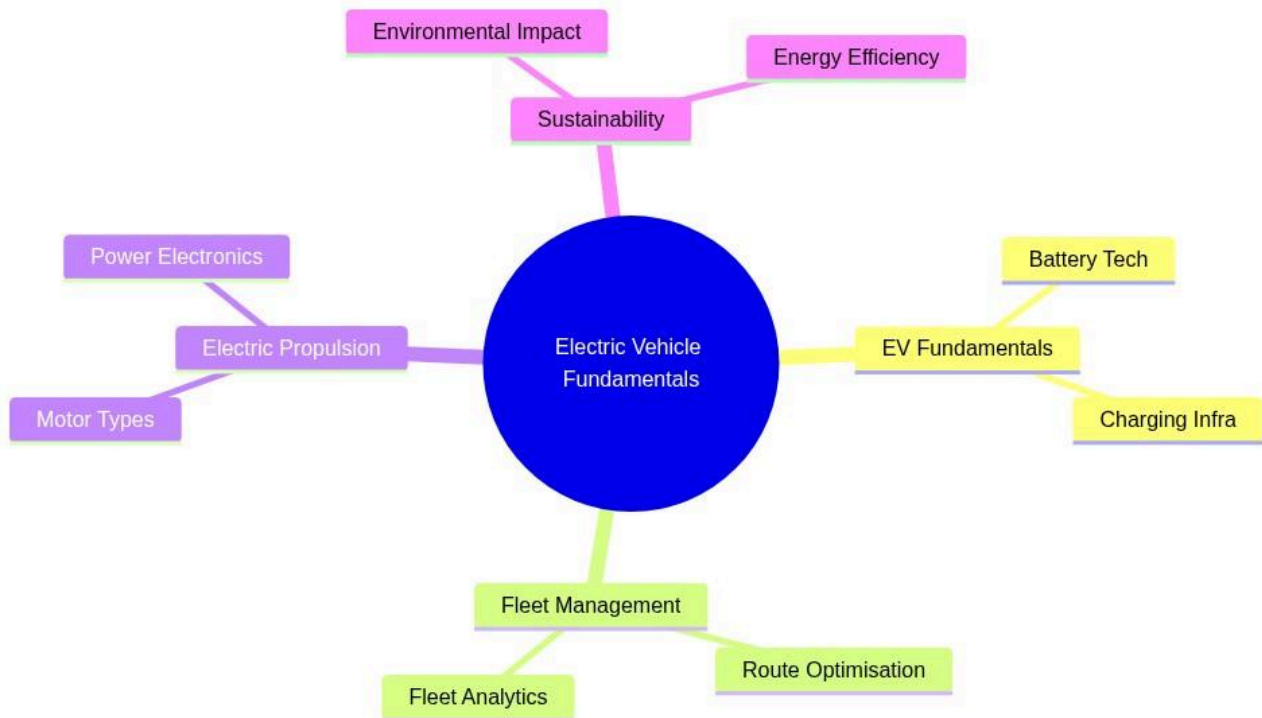 Environmental Impact
Energy Efficiency
Sustainability
Power Electronics
Battery Tech
Electric Propulsion
Electric Vehicle
Fundamentals
EV Fundamentals
Motor Types
Charging Infra
Fleet Management
Route Optimisation
Fleet Analytics